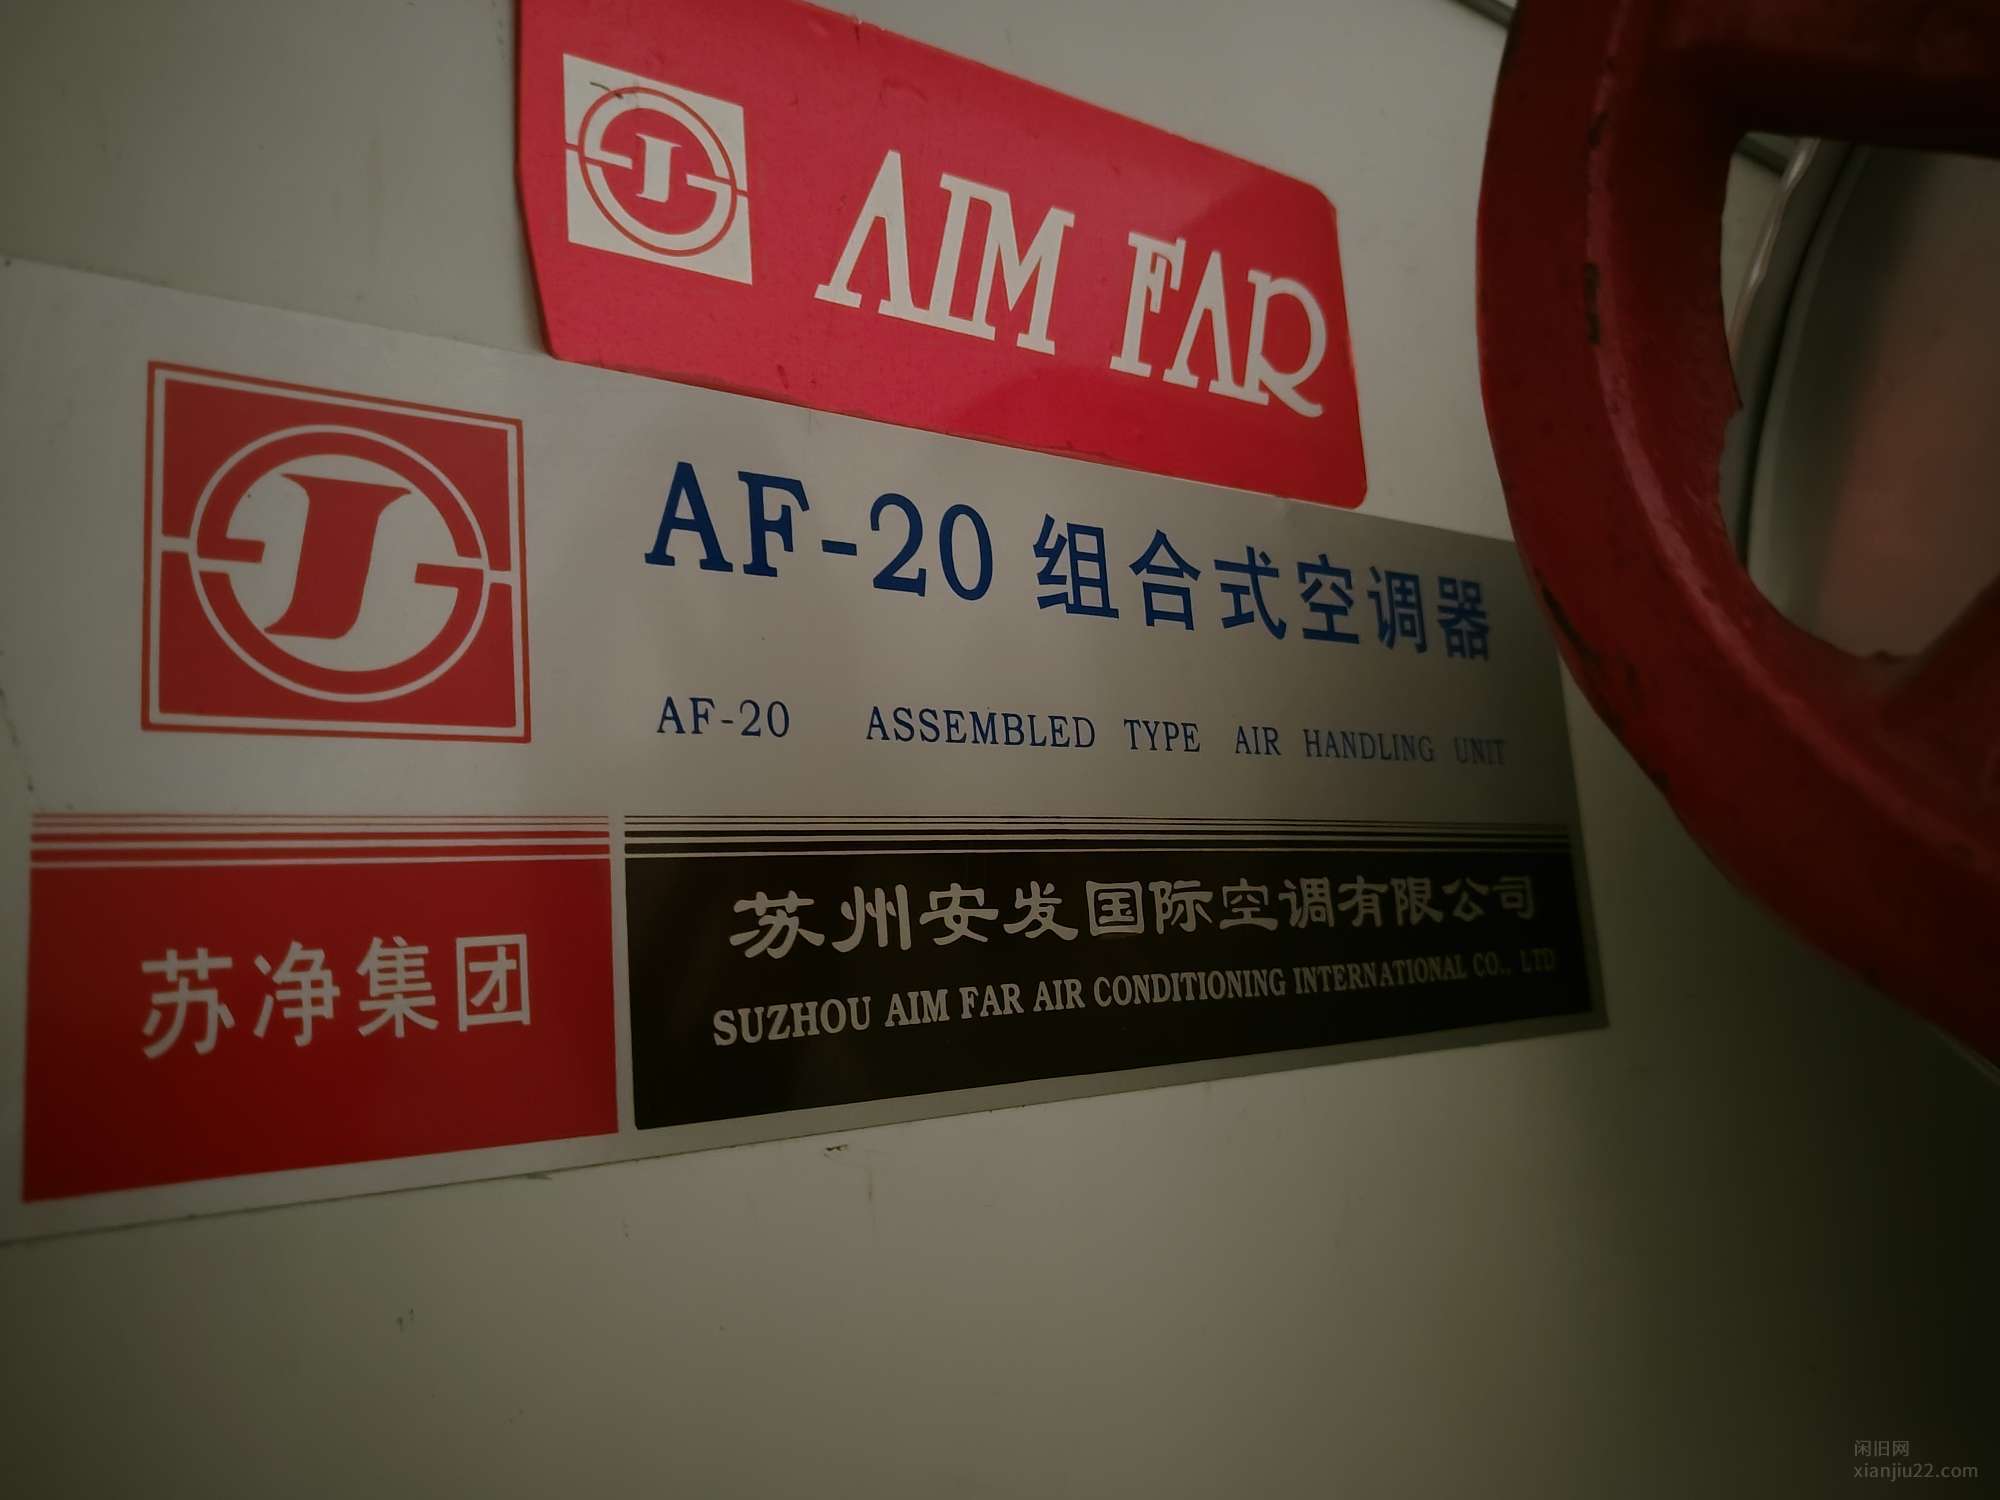 AIM FAR
AF-20 组合式空调器
AF-20 ASSEMBLED TYPE AIR HANDLING UNIT
苏净集团
苏州安发国际空调有限公司
SUZHOU AIM FAR AIR CONDITIONING INTERNATIONAL CO., LTD
闲旧网
xianjiu22.com